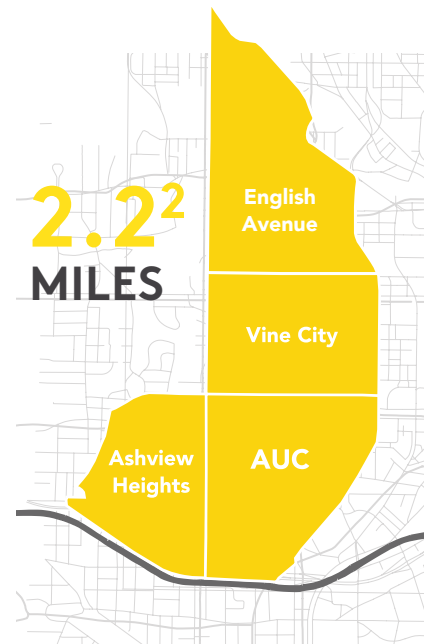 English
Avenue
2.2²
MILES
Vine City
Ashview
Heights
AUC